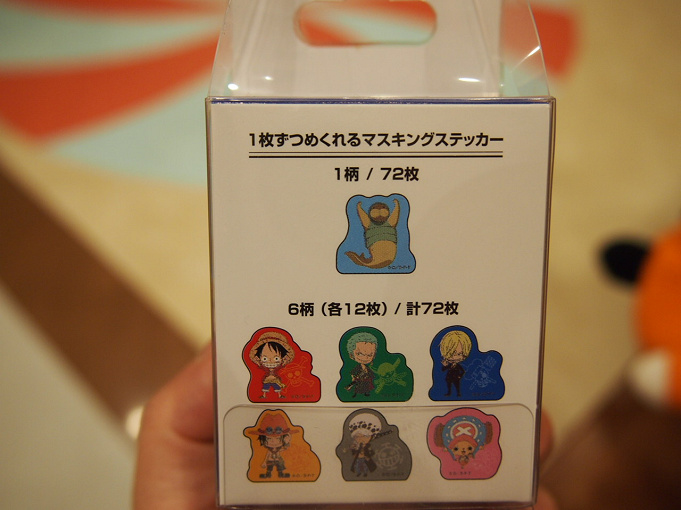 1枚ずつめくれるマスキングステッカー
1柄 / 72枚
6柄（各12枚）/ 計72枚